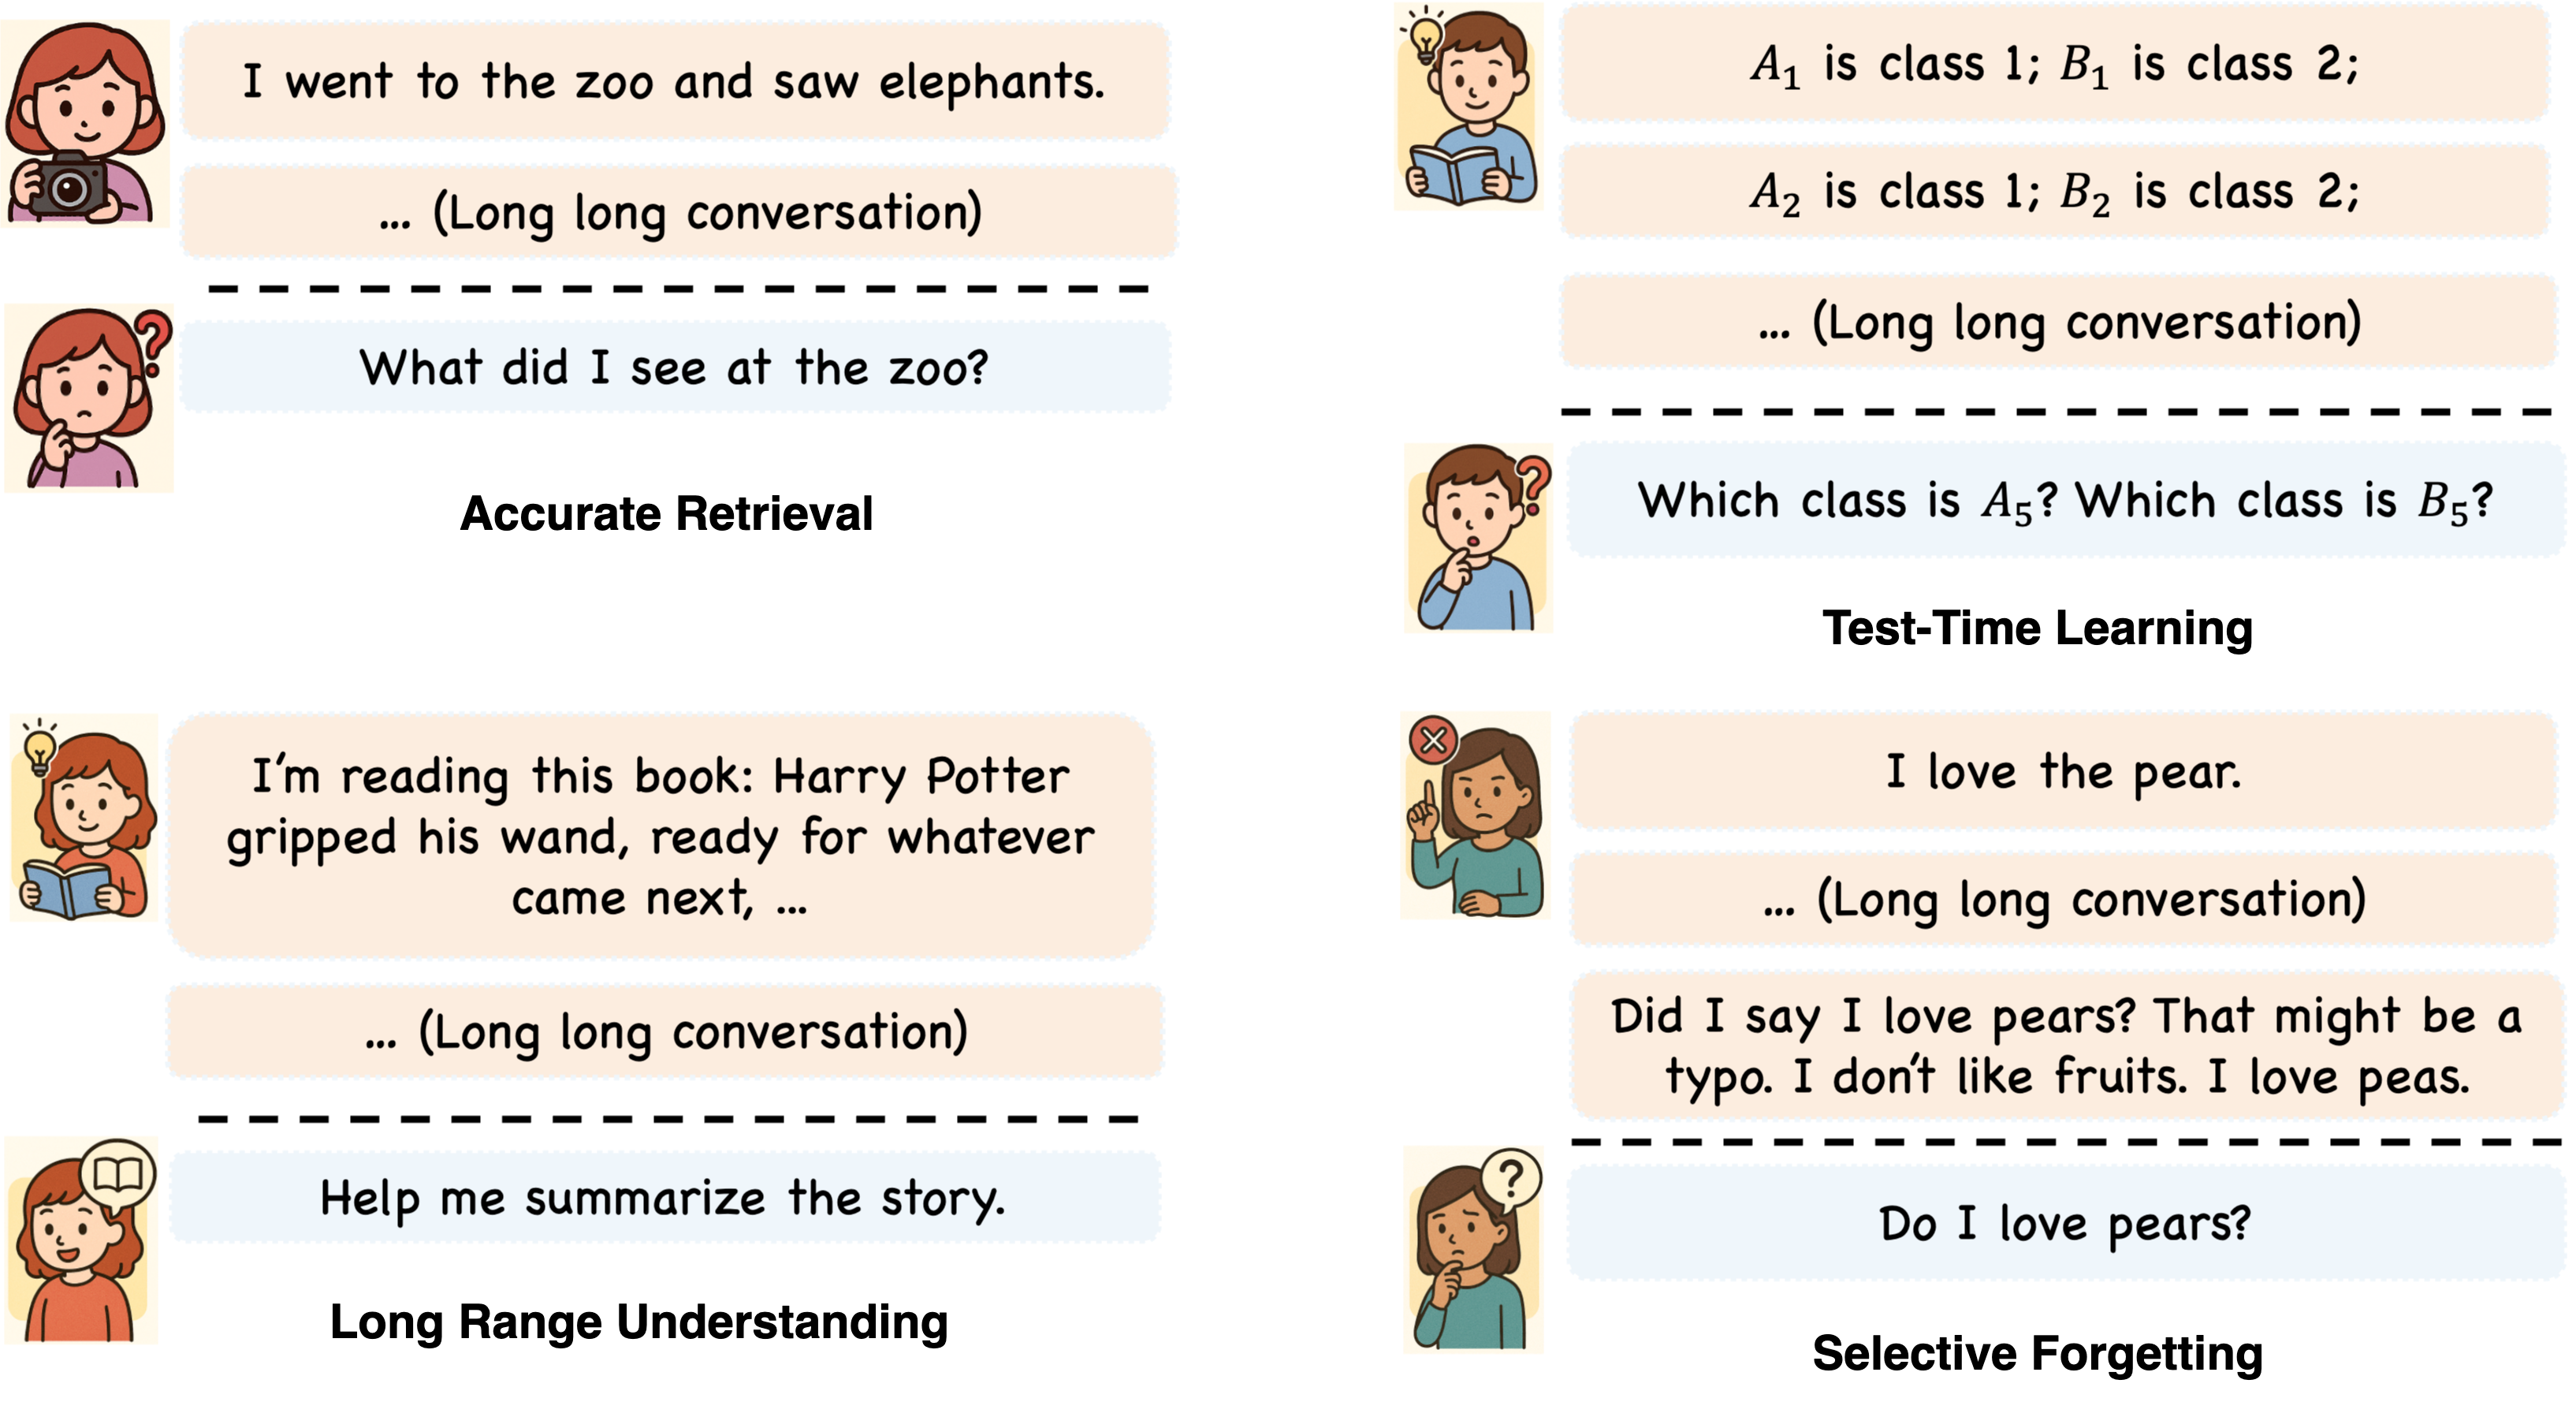 I went to the zoo and saw elephants.
... (Long long conversation)
What did I see at the zoo?
Accurate Retrieval
A₁ is class 1; B₁ is class 2;
A₂ is class 1; B₂ is class 2;
... (Long long conversation)
Which class is A₅? Which class is B₅?
Test-Time Learning
I'm reading this book: Harry Potter
gripped his wand, ready for whatever
came next, ...
... (Long long conversation)
Help me summarize the story.
Long Range Understanding
I love the pear.
... (Long long conversation)
Did I say I love pears? That might be a
typo. I don't like fruits. I love peas.
Do I love pears?
Selective Forgetting